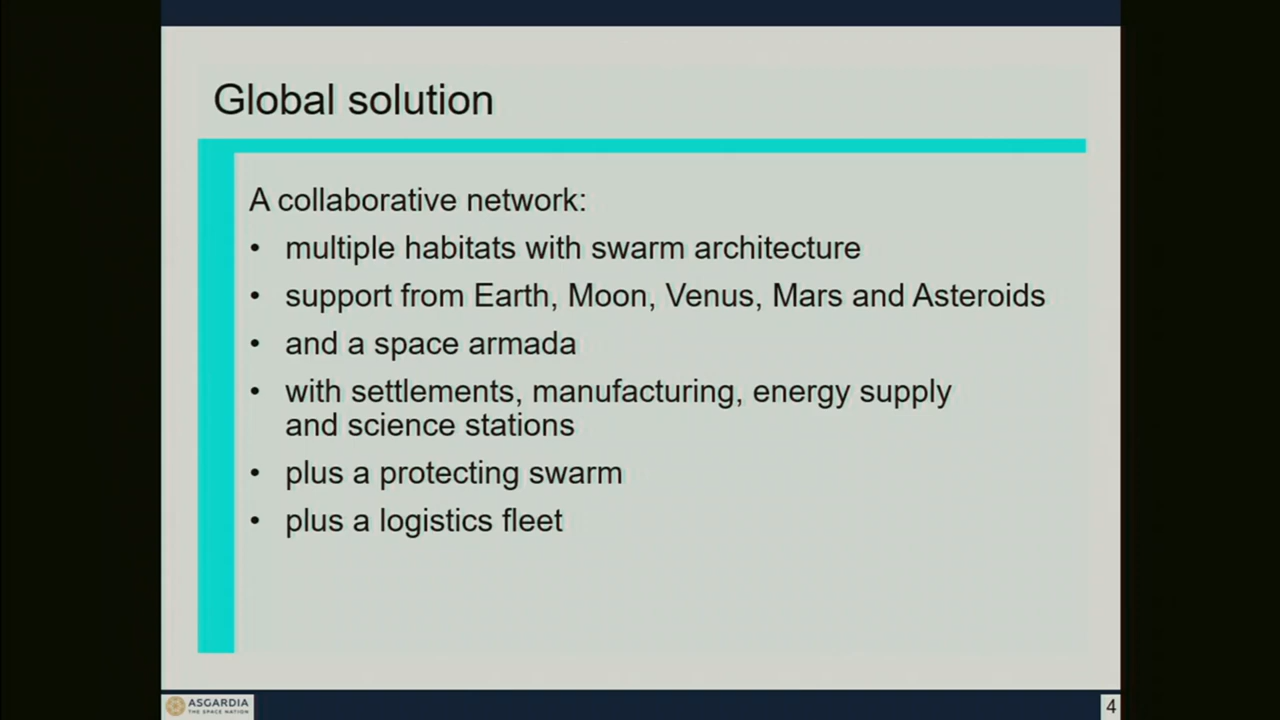 Global solution
A collaborative network:
• multiple habitats with swarm architecture
• support from Earth, Moon, Venus, Mars and Asteroids
• and a space armada
• with settlements, manufacturing, energy supply
and science stations
• plus a protecting swarm
• plus a logistics fleet
ASGARDIA
THE SPACE NATION
4